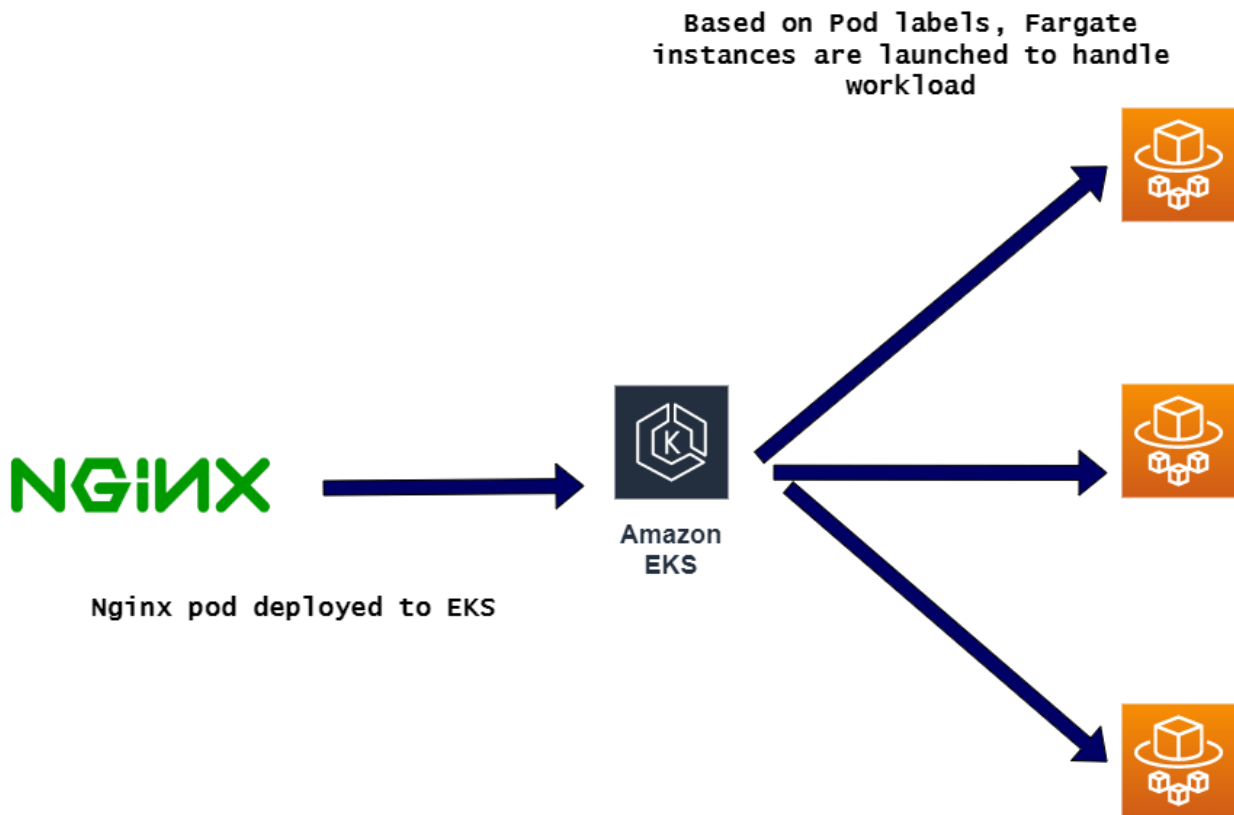 Based on Pod labels, Fargate
instances are launched to handle
workload
NGiNX
K
Amazon
EKS
Nginx pod deployed to EKS